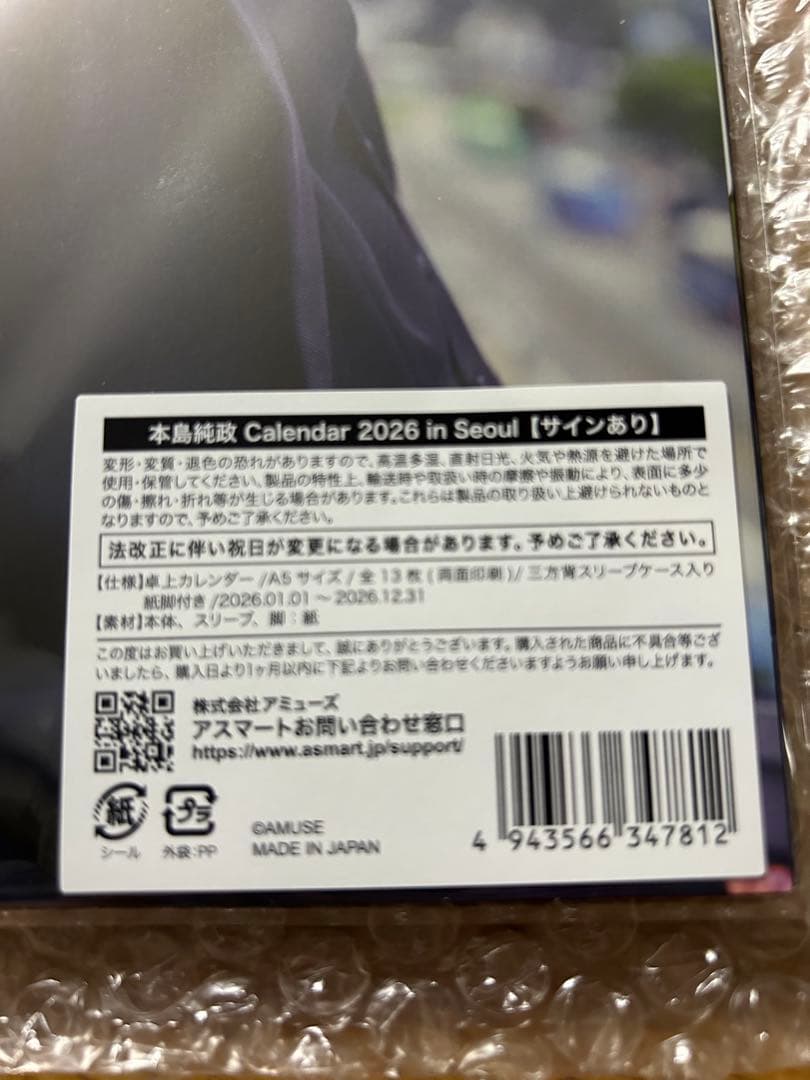 本島純政 Calendar 2026 in Seoul【サインあり】
変形・変質・退色の恐れがありますので、高温多湿、直射日光、火気や熱源を避けた場所で
使用・保管してください。製品の特性上、輸送時や取扱い時の摩擦や振動により、表面に多少
の傷・擦れ・折れ等が生じる場合があります。これらは製品の取り扱い上避けられないものと
なりますので、予めご了承ください。
法改正に伴い祝日が変更になる場合があります。予めご了承ください。
【仕様】卓上カレンダー/A5サイズ/全13枚(両面印刷)/三方背スリーブケース入り
紙脚付き/2026.01.01〜2026.12.31
【素材】本体、スリーブ、脚:紙
この度はお買い上げいただきまして、誠にありがとうございます。購入された商品に不具合等ござ
いましたら、購入日より1ヶ月以内に下記よりお問い合わせくださいますようお願い申し上げます。
株式会社アミューズ
アスマートお問い合わせ窓口
https://www.asmart.jp/support/
紙 プラ
シール 外袋:PP
©AMUSE
MADE IN JAPAN
4 943566 347812